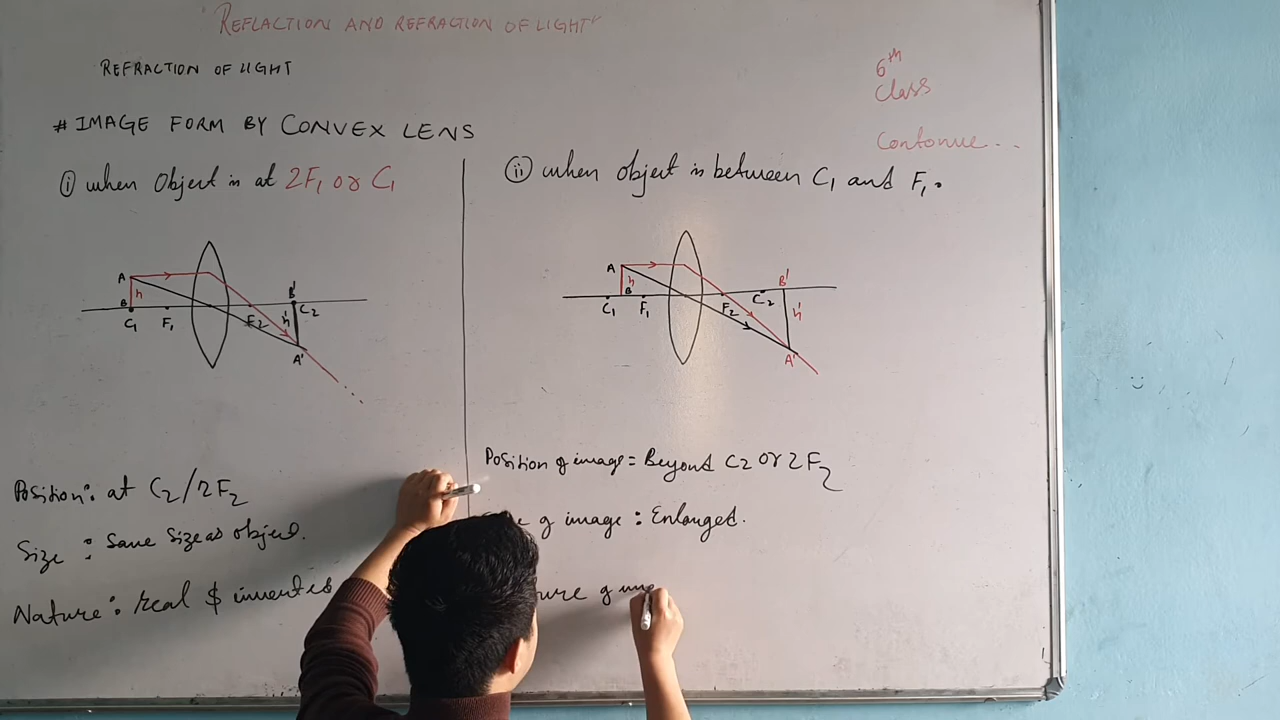 REFLACTION AND REFRACTION OF LIGHT
REFRACTION OF LIGHT
6th
Class
Contonue...
# IMAGE FORM BY CONVEX LENS
(i) when Object is at 2F1 or C1
A
h
B
C1
F1
F2
B'
C2
h'
A'
Position: at C2/2F2
Size : Same Size as object.
Nature: real $ inverted
(ii) when object is between C1 and F1.
A
h
B
C1
F1
F2
C2
B'
h'
A'
Position of image = Beyond C2 or 2F2
of image : Enlarged.